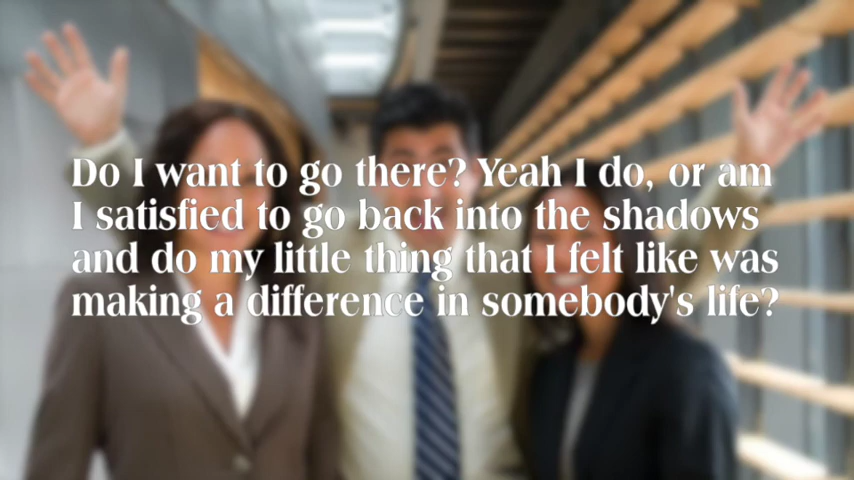 Do I want to go there? Yeah I do, or am
I satisfied to go back into the shadows
and do my little thing that I felt like was
making a difference in somebody's life?